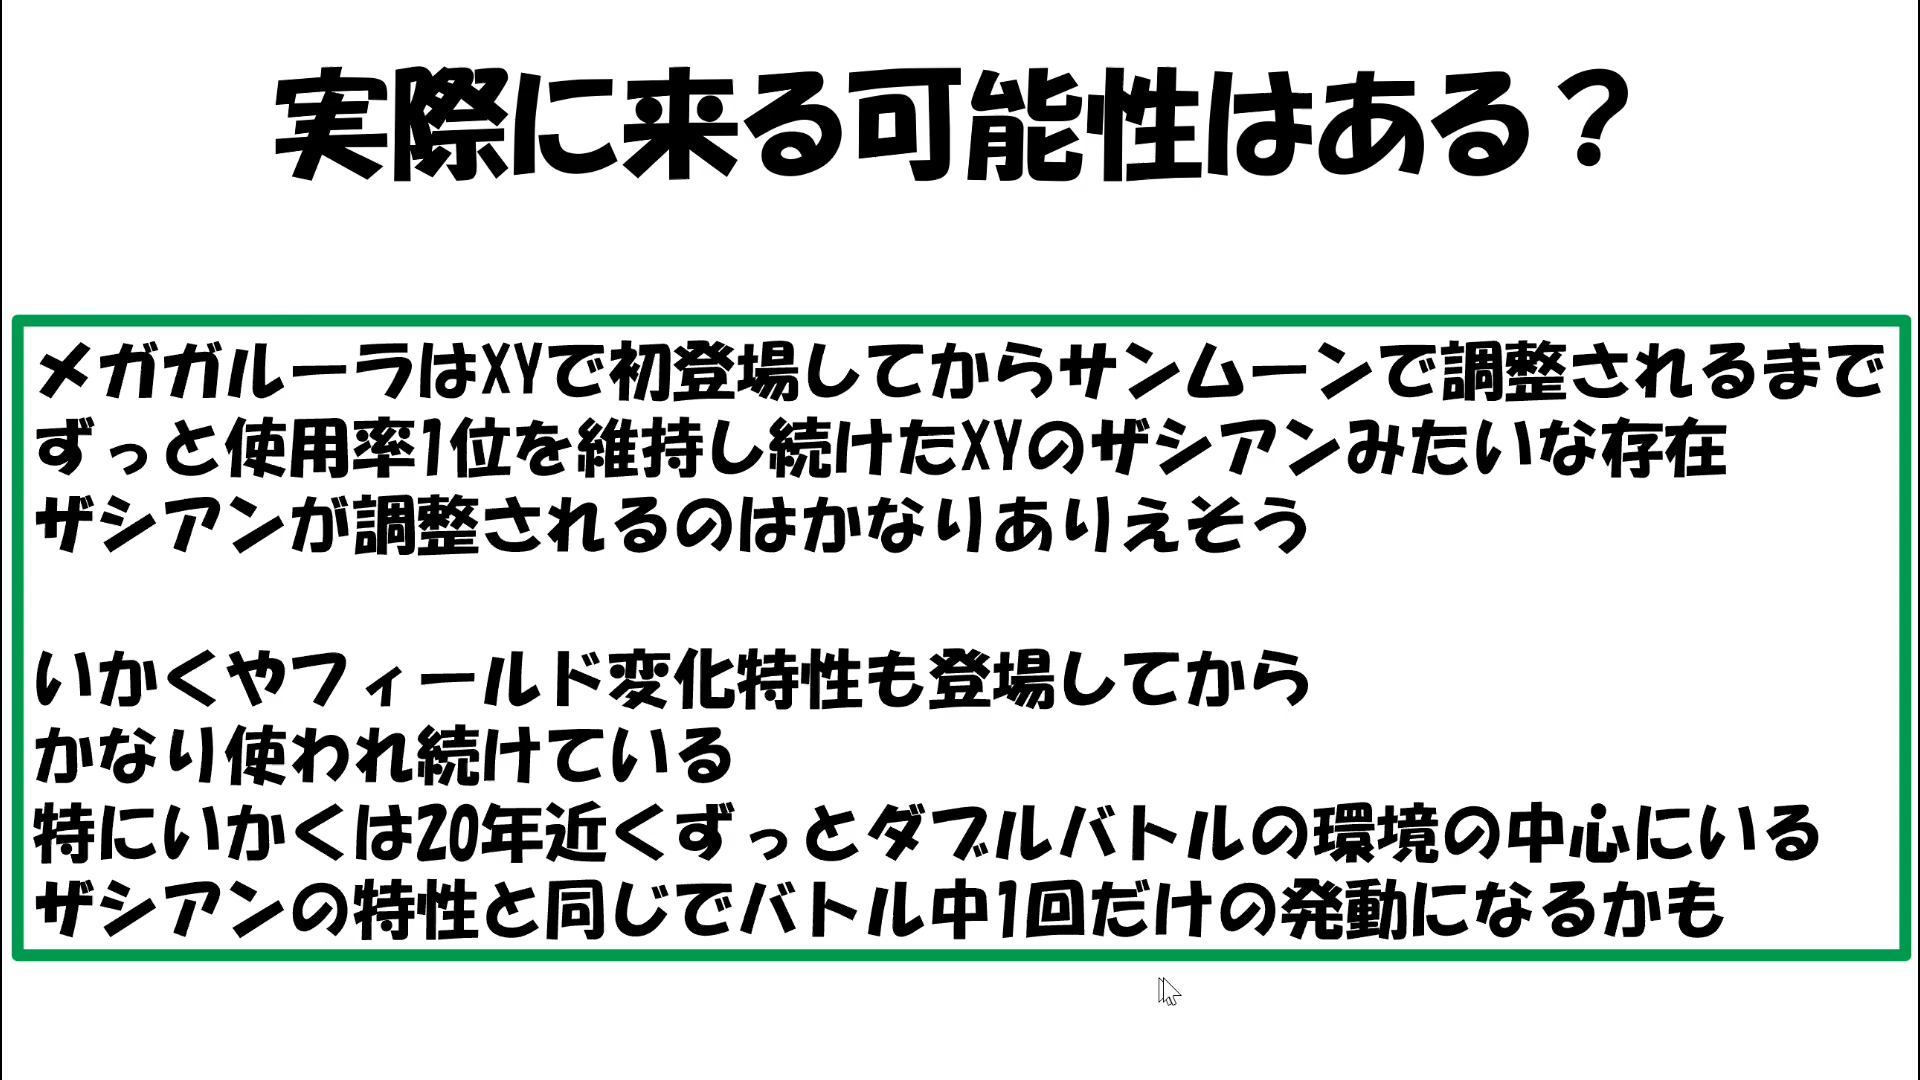 実際に来る可能性はある？
メガガルーラはXYで初登場してからサンムーンで調整されるまで
ずっと使用率1位を維持し続けたXYのザシアンみたいな存在
ザシアンが調整されるのはかなりありえそう
いかくやフィールド変化特性も登場してから
かなり使われ続けている
特にいかくは20年近くずっとダブルバトルの環境の中心にいる
ザシアンの特性と同じでバトル中1回だけの発動になるかも